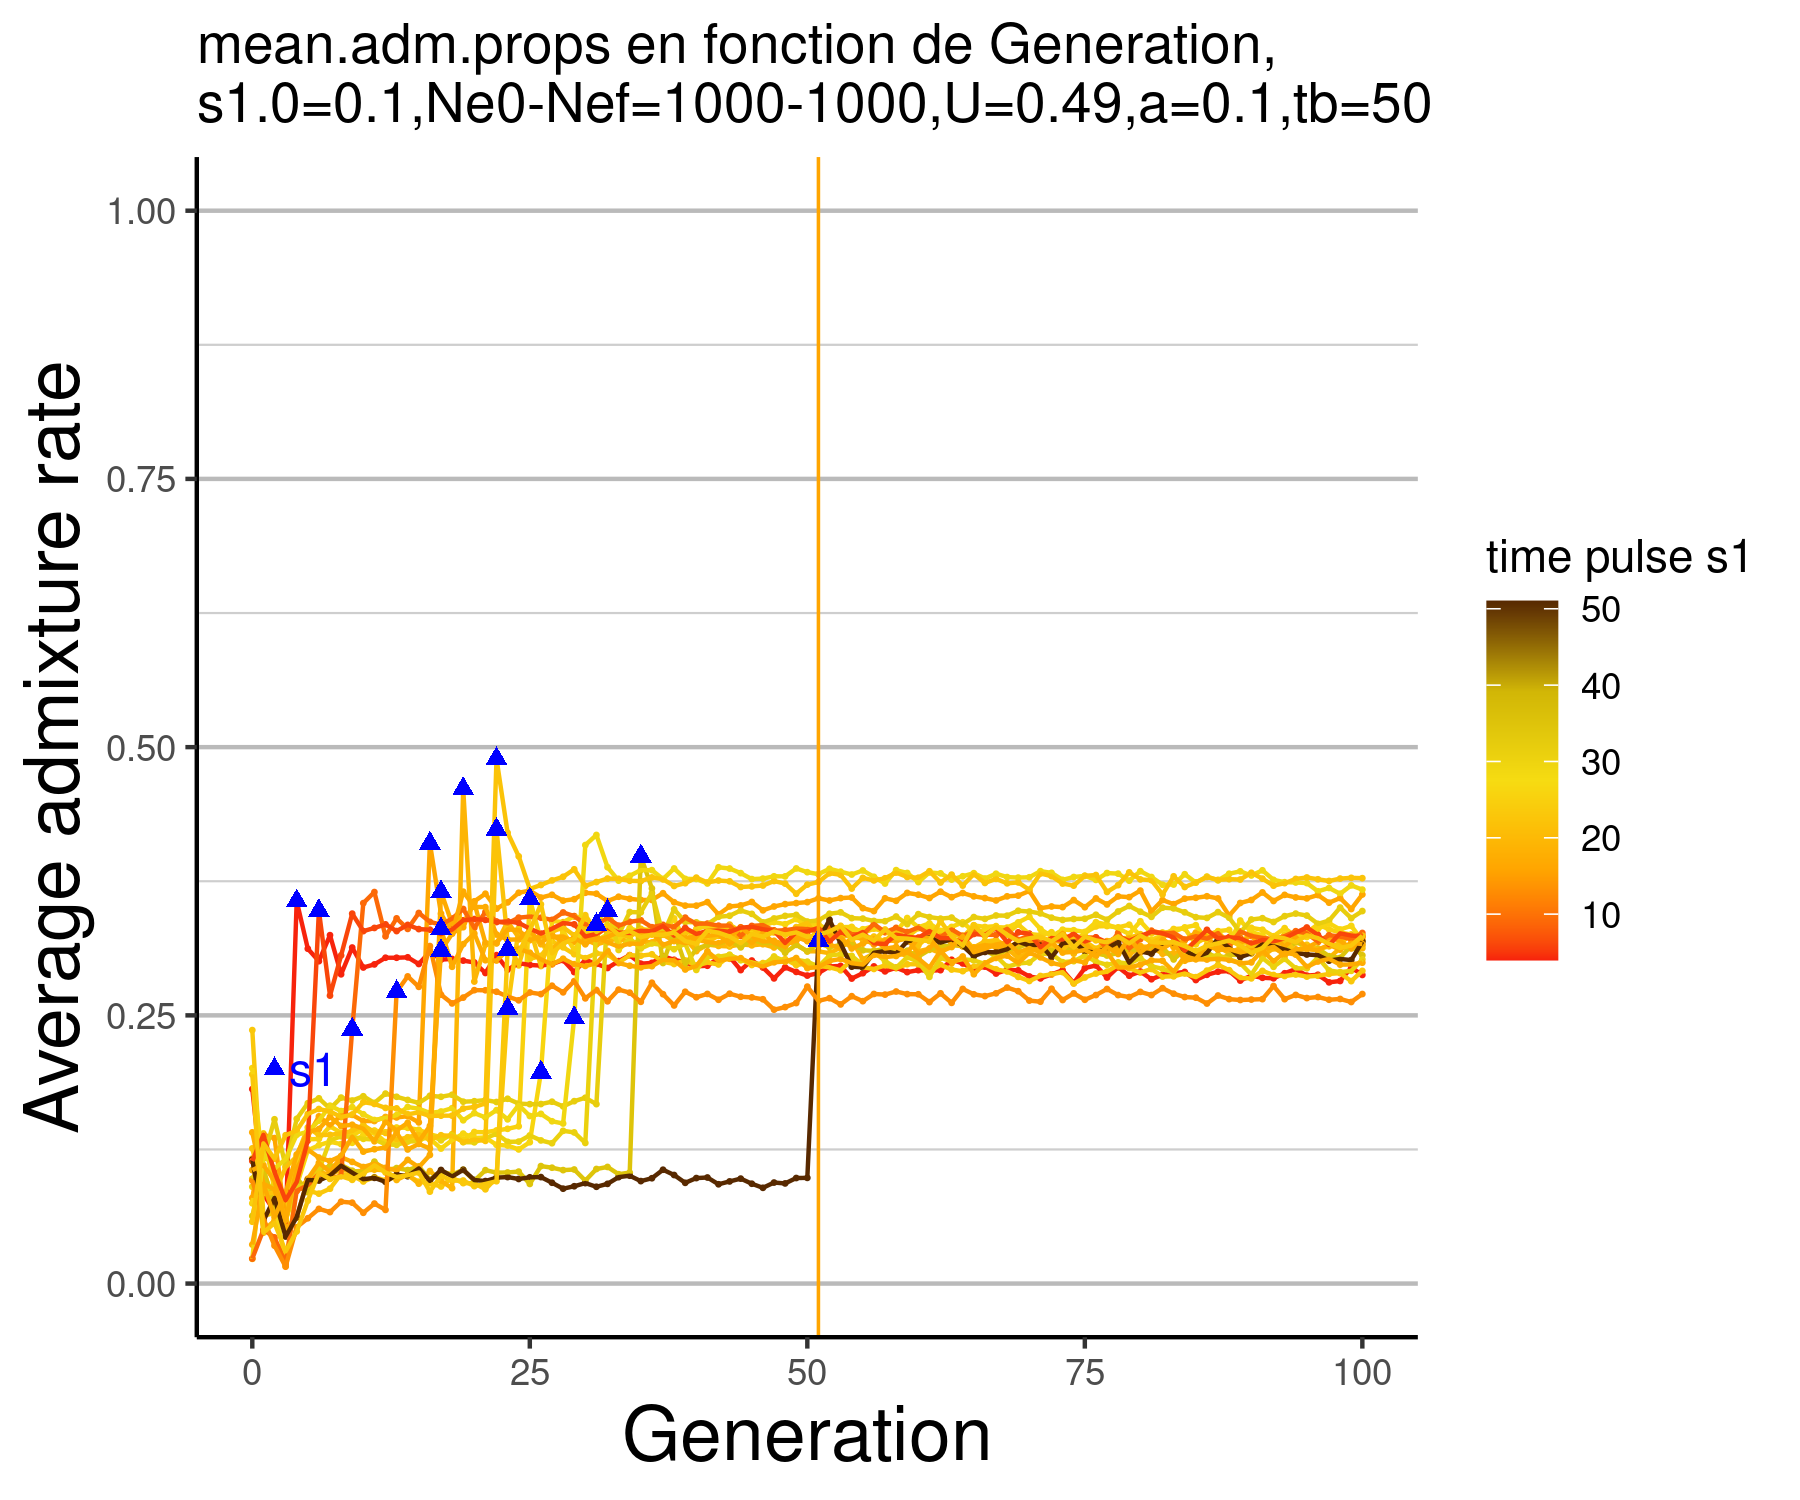 mean.adm.props en fonction de Generation,
s1.0=0.1,Ne0-Nef=1000-1000,U=0.49,a=0.1,tb=50
Average admixture rate
1.00
0.75
0.50
0.25
0.00
s1
0
25
50
75
100
Generation
time pulse s1
50
40
30
20
10